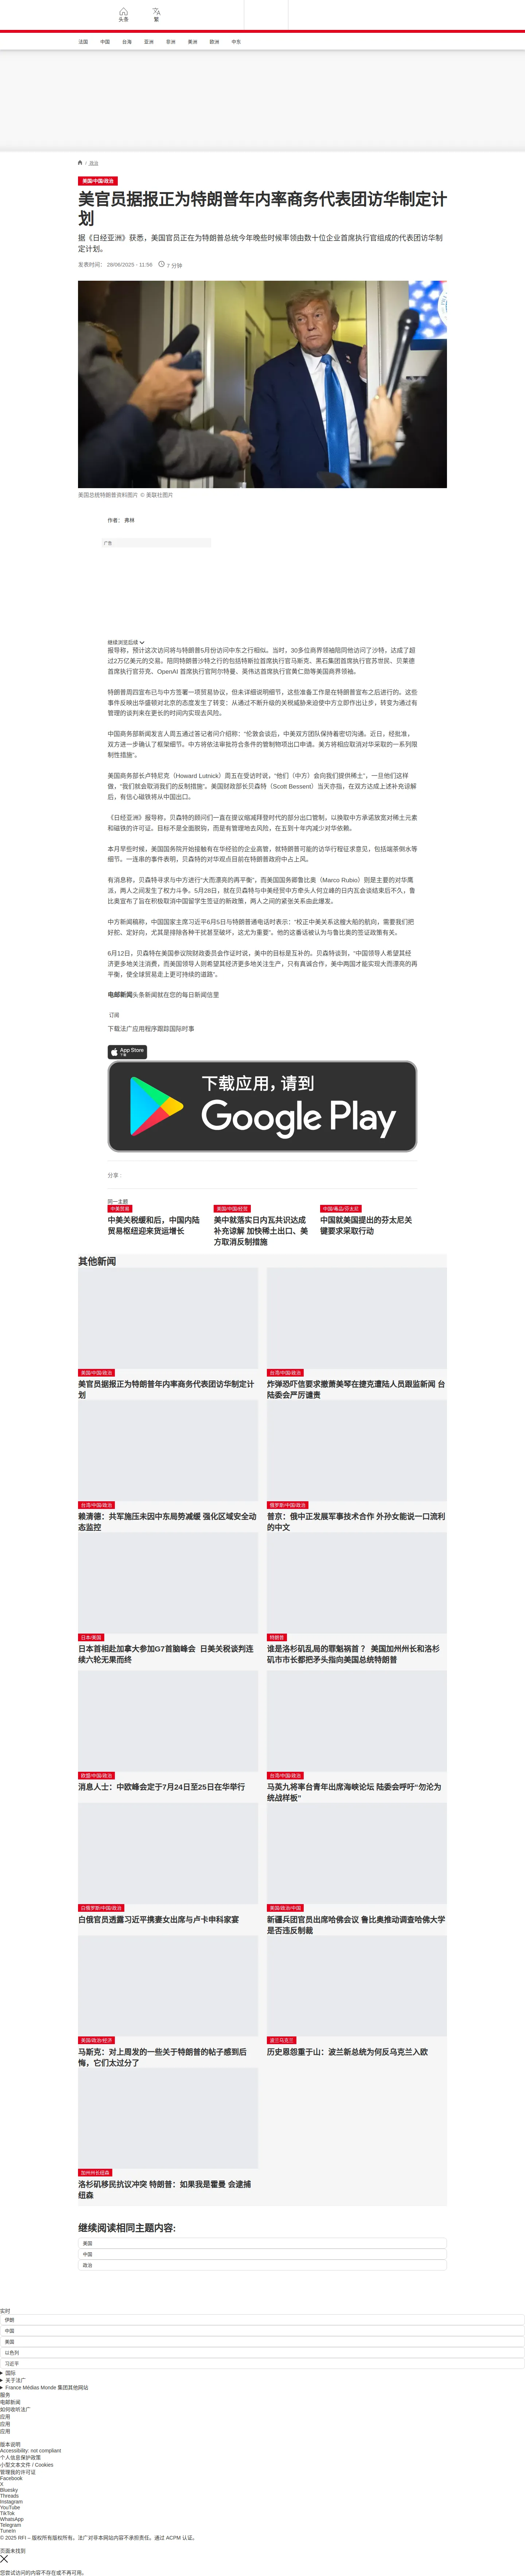 头条
繁
法国
中国
台海
亚洲
非洲
美洲
欧洲
中东
/ 政治
美国/中国/政治
美官员据报正为特朗普年内率商务代表团访华制定计
划
据《日经亚洲》获悉，美国官员正在为特朗普总统今年晚些时候率领由数十位企业首席执行官组成的代表团访华制
定计划。
发表时间： 28/06/2025 - 11:56 7 分钟
美国总统特朗普资料图片 © 美联社图片
作者： 弗林
广告
继续浏览后续
报导称，预计这次访问将与特朗普5月份访问中东之行相似。当时，30多位商界领袖陪同他访问了沙特，达成了超
过2万亿美元的交易。陪同特朗普沙特之行的包括特斯拉首席执行官马斯克、黑石集团首席执行官苏世民、贝莱德
首席执行官芬克、OpenAI 首席执行官阿尔特曼、英伟达首席执行官黄仁勋等美国商界领袖。
特朗普周四宣布已与中方签署一项贸易协议，但未详细说明细节，这些准备工作是在特朗普宣布之后进行的。这些
事件反映出华盛顿对北京的态度发生了转变：从通过不断升级的关税威胁来迫使中方立即作出让步，转变为通过有
管理的谈判来在更长的时间内实现去风险。
中国商务部新闻发言人周五通过答记者问介绍称：“伦敦会谈后，中美双方团队保持着密切沟通。近日，经批准，
双方进一步确认了框架细节。中方将依法审批符合条件的管制物项出口申请。美方将相应取消对华采取的一系列限
制性措施”。
美国商务部长卢特尼克（Howard Lutnick）周五在受访时说，“他们（中方）会向我们提供稀土”，一旦他们这样
做，“我们就会取消我们的反制措施”。美国财政部长贝森特（Scott Bessent）当天亦指，在双方达成上述补充谅解
后，有信心磁铁将从中国出口。
《日经亚洲》报导称，贝森特的顾问们一直在提议缩减拜登时代的部分出口管制，以换取中方承诺放宽对稀土元素
和磁铁的许可证。目标不是全面脱钩，而是有管理地去风险，在五到十年内减少对华依赖。
本月早些时候，美国国务院开始接触有在华经验的企业高管，就特朗普可能的访华行程征求意见，包括端茶倒水等
细节。一连串的事件表明，贝森特的对华观点目前在特朗普政府中占上风。
有消息称，贝森特寻求与中方进行“大而漂亮的再平衡”，而美国国务卿鲁比奥（Marco Rubio）则是主要的对华鹰
派，两人之间发生了权力斗争。5月28日，就在贝森特与中美经贸中方牵头人何立峰的日内瓦会谈结束后不久，鲁
比奥宣布了旨在积极取消中国留学生签证的新政策，两人之间的紧张关系由此爆发。
中方新闻稿称，中国国家主席习近平6月5日与特朗普通电话时表示：“校正中美关系这艘大船的航向，需要我们把
好舵、定好向，尤其是排除各种干扰甚至破坏，这尤为重要”。他的这番话被认为与鲁比奥的签证政策有关。
6月12日，贝森特在美国参议院财政委员会作证时说，美中的目标是互补的。贝森特谈到，“中国领导人希望其经
济更多地关注消费，而美国领导人则希望其经济更多地关注生产，只有真诚合作，美中两国才能实现大而漂亮的再
平衡，使全球贸易走上更可持续的道路”。
电邮新闻头条新闻就在您的每日新闻信里
订阅
下载法广应用程序跟踪国际时事
App Store
下载
下载应用，请到
Google Play
分享 :
同一主题
中美贸易
中美关税缓和后，中国内陆
贸易枢纽迎来货运增长
美国/中国/经贸
美中就落实日内瓦共识达成
补充谅解 加快稀土出口、美
方取消反制措施
中国/毒品/芬太尼
中国就美国提出的芬太尼关
键要求采取行动
其他新闻
美国/中国/政治
美官员据报正为特朗普年内率商务代表团访华制定计
划
台湾/中国/政治
炸弹恐吓信要求撤萧美琴在捷克遭陆人员跟监新闻 台
陆委会严厉谴责
台湾/中国/政治
赖清德：共军施压未因中东局势减缓 强化区域安全动
态监控
俄罗斯/中国/政治
普京：俄中正发展军事技术合作 外孙女能说一口流利
的中文
日本/美国
日本首相赴加拿大参加G7首脑峰会 日美关税谈判连
续六轮无果而终
特朗普
谁是洛杉矶乱局的罪魁祸首？ 美国加州州长和洛杉
矶市市长都把矛头指向美国总统特朗普
欧盟/中国/政治
消息人士：中欧峰会定于7月24日至25日在华举行
台湾/中国/政治
马英九将率台青年出席海峡论坛 陆委会呼吁“勿沦为
统战样板”
白俄罗斯/中国/政治
白俄官员透露习近平携妻女出席与卢卡申科家宴
美国/政治/中国
新疆兵团官员出席哈佛会议 鲁比奥推动调查哈佛大学
是否违反制裁
美国/政治/经济
马斯克：对上周发的一些关于特朗普的帖子感到后
悔，它们太过分了
波兰马克兰
历史恩怨重于山：波兰新总统为何反乌克兰入欧
加州州长纽森
洛杉矶移民抗议冲突 特朗普：如果我是霍曼 会逮捕
纽森
继续阅读相同主题内容:
美国
中国
政治
实时
伊朗
中国
美国
以色列
习近平
国际
关于法广
France Médias Monde 集团其他网站
服务
电邮新闻
如何收听法广
应用
应用
应用
版本说明
Accessibility: not compliant
个人信息保护政策
小型文本文件 / Cookies
管理我的许可证
Facebook
X
Bluesky
Threads
Instagram
YouTube
TikTok
WhatsApp
Telegram
TuneIn
© 2025 RFI – 版权所有版权所有。法广对非本网站内容不承担责任。通过 ACPM 认证。
页面未找到
您尝试访问的内容不存在或不再可用。